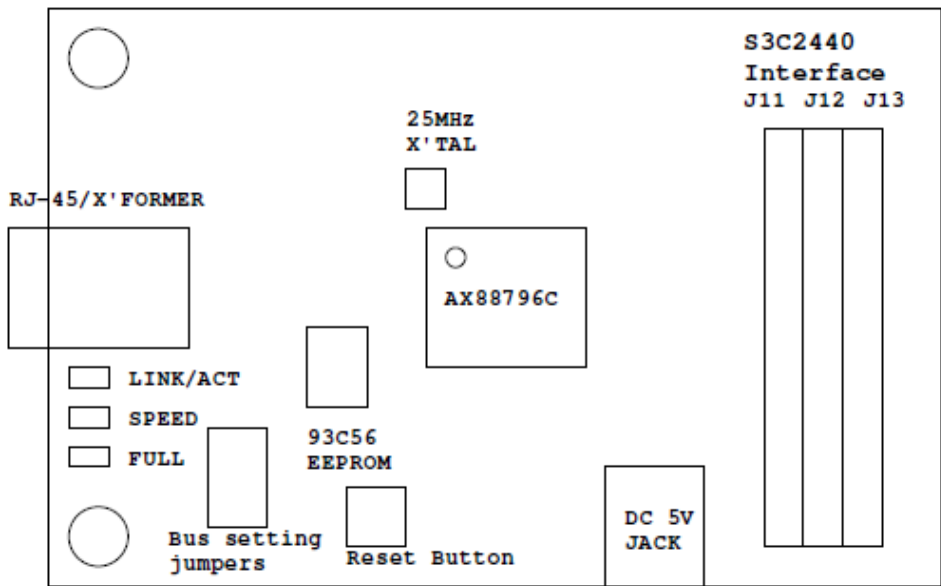 S3C2440
Interface
J11 J12 J13
25MHz
X'TAL
RJ-45/X'FORMER
AX88796C
LINK/ACT
SPEED
FULL
93C56
EEPROM
DC 5V
JACK
Bus setting
jumpers
Reset Button